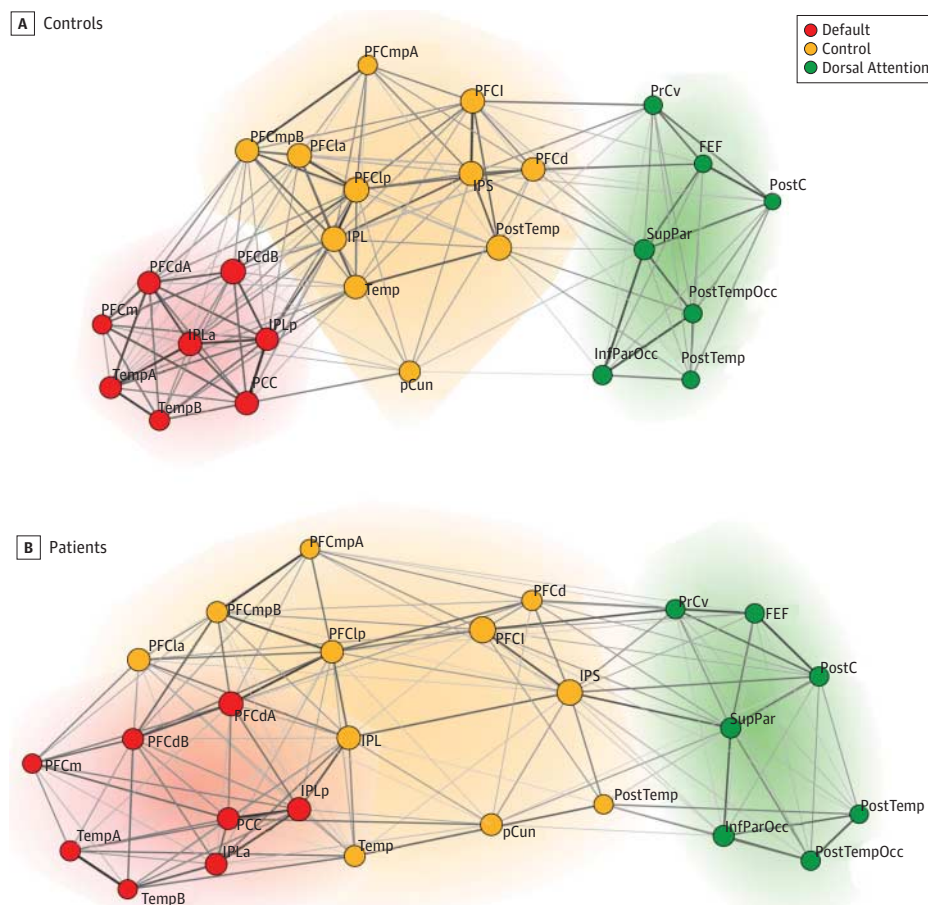 A Controls
Default
Control
Dorsal Attention
PFCmpA
PFCl
PrCv
PFCmpB
PFCla
PFCd
FEF
PFClp
IPS
PostC
IPL
PostTemp
SupPar
PFCdA
PFCdB
Temp
PostTempOcc
PFCm
IPLa
IPLp
InfParOcc
PostTemp
TempA
PCC
pCun
TempB
B Patients
PFCmpA
PFCd
PrCv
FEF
PFCmpB
PFClp
PFCl
PFCla
IPS
PostC
PFCdA
SupPar
PFCdB
IPL
PFCm
IPLp
PostTemp
PostTemp
PCC
pCun
InfParOcc
TempA
IPLa
Temp
PostTempOcc
TempB